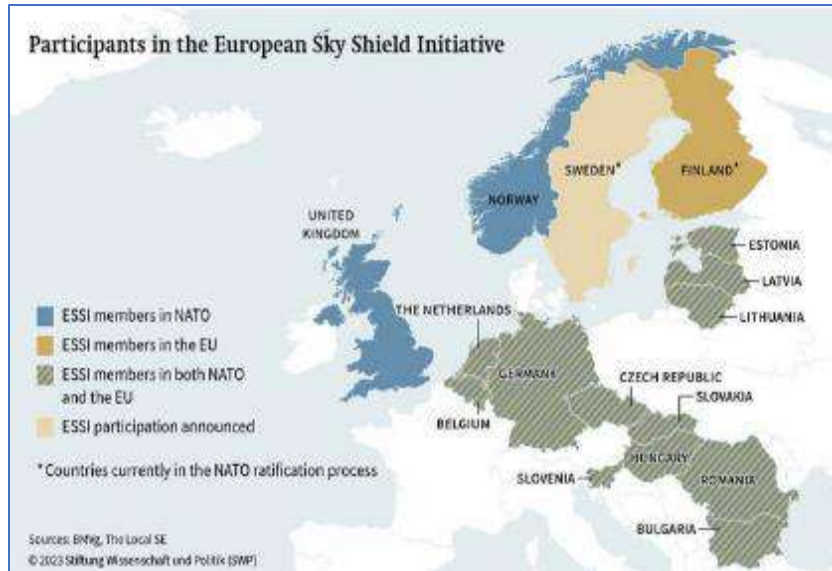 Participants in the European Sky Shield Initiative
SWEDEN*
FINLAND*
NORWAY
UNITED
KINGDOM
ESTONIA
LATVIA
LITHUANIA
THE NETHERLANDS
GERMANY
CZECH REPUBLIC
SLOVAKIA
BELGIUM
HUNGARY
SLOVENIA
ROMANIA
BULGARIA
ESSI members in NATO
ESSI members in the EU
ESSI members in both NATO
and the EU
ESSI participation announced
*Countries currently in the NATO ratification process
Sources: BMVg, The Local SE
© 2023 Stiftung Wissenschaft und Politik (SWP)